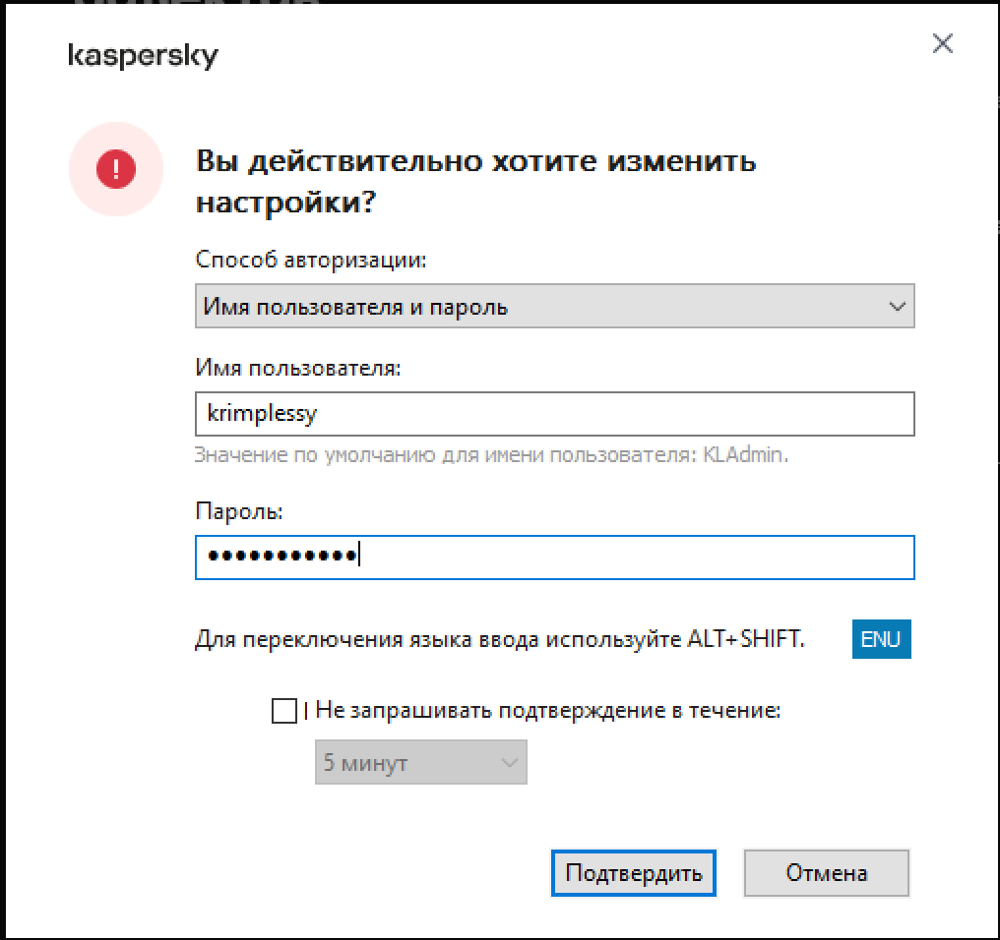 kaspersky
Вы действительно хотите изменить
настройки?
Способ авторизации:
Имя пользователя и пароль
Имя пользователя:
krimplessy
Значение по умолчанию для имени пользователя: KLAdmin.
Пароль:
•••••••••••
Для переключения языка ввода используйте ALT+SHIFT.
ENU
Не запрашивать подтверждение в течение:
5 минут
Подтвердить
Отмена